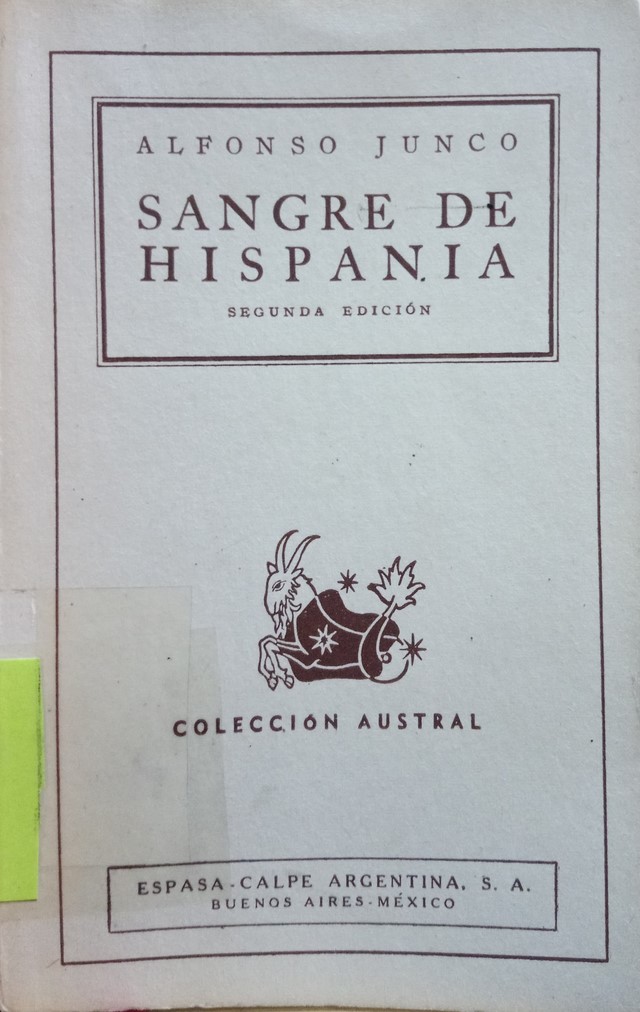 ALFONSO JUNCO
SANGRE DE
HISPANIA
SEGUNDA EDICIÓN
COLECCIÓN AUSTRAL
ESPASA-CALPE ARGENTINA, S. A.
BUENOS AIRES-MÉXICO